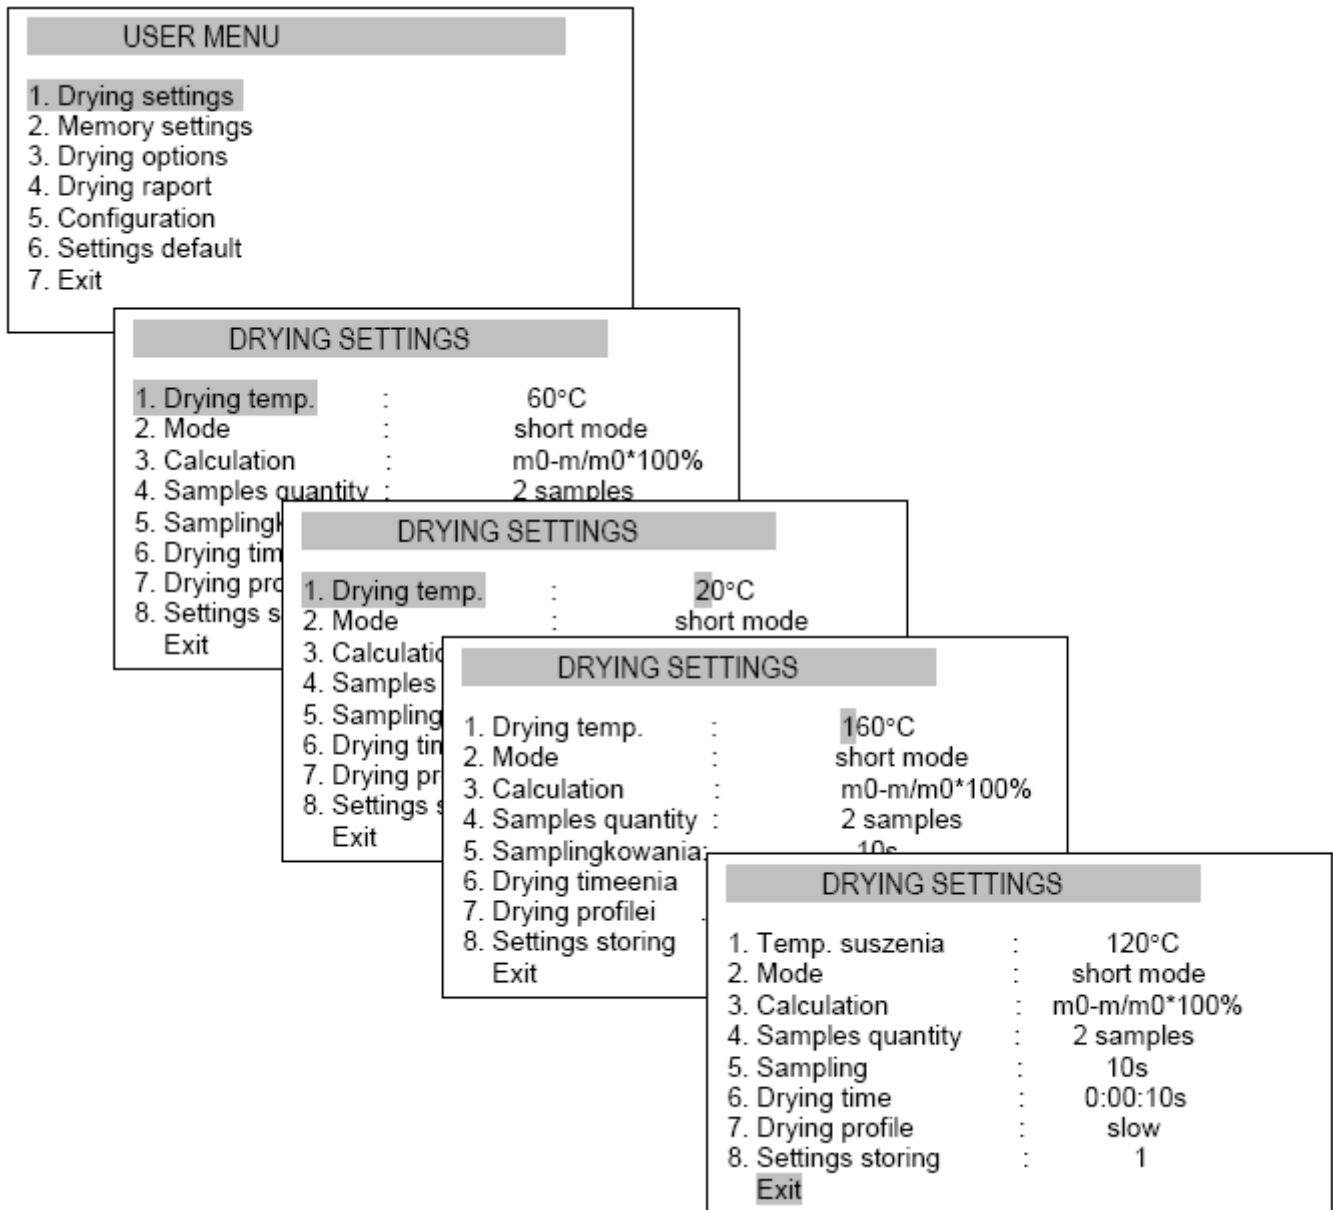 USER MENU
1. Drying settings
2. Memory settings
3. Drying options
4. Drying raport
5. Configuration
6. Settings default
7. Exit
DRYING SETTINGS
1. Drying temp. : 60°C
2. Mode : short mode
3. Calculation : m0-m/m0*100%
4. Samples quantity : 2 samples
5. Sampling
6. Drying tim
7. Drying pro
8. Settings s
Exit
DRYING SETTINGS
1. Drying temp. : 20°C
2. Mode : short mode
3. Calculatio
4. Samples
5. Sampling
6. Drying tim
7. Drying pr
8. Settings s
Exit
DRYING SETTINGS
1. Drying temp. : 160°C
2. Mode : short mode
3. Calculation : m0-m/m0*100%
4. Samples quantity : 2 samples
5. Samplingkowania: 10s
6. Drying timeenia
7. Drying profilei .
8. Settings storing
Exit
DRYING SETTINGS
1. Temp. suszenia : 120°C
2. Mode : short mode
3. Calculation : m0-m/m0*100%
4. Samples quantity : 2 samples
5. Sampling : 10s
6. Drying time : 0:00:10s
7. Drying profile : slow
8. Settings storing : 1
Exit